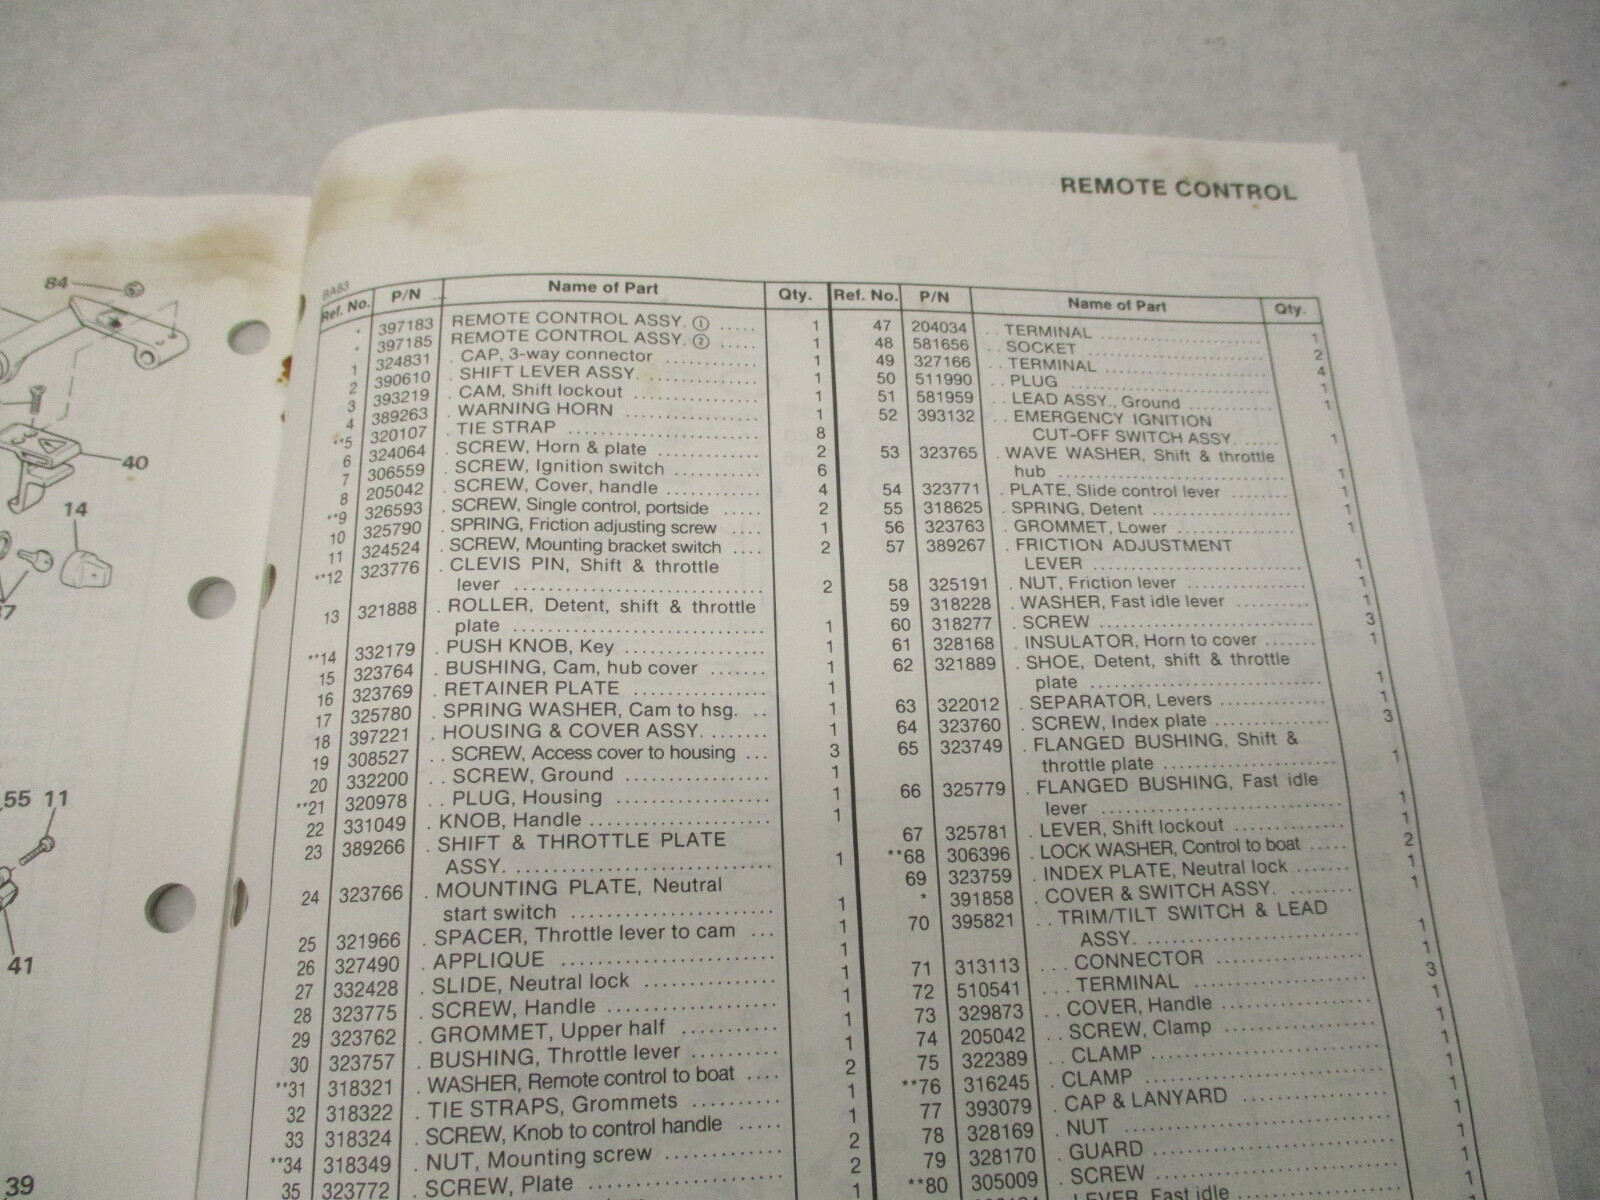 REMOTE CONTROL
84
40
14
37
55 11
41
39
BA83
Ref. No. P/N Name of Part Qty.
* 397183 REMOTE CONTROL ASSY. ① ..... 1
* 397185 REMOTE CONTROL ASSY. ② ..... 1
1 324831 . CAP, 3-way connector ............ 1
2 390610 . SHIFT LEVER ASSY. ............... 1
3 393219 . CAM, Shift lockout ............... 1
4 389263 . WARNING HORN ................ 1
**5 320107 . TIE STRAP ....................... 8
6 324064 . SCREW, Horn & plate ............. 2
7 306559 . SCREW, Ignition switch ........... 6
8 205042 . SCREW, Cover, handle ............ 4
**9 326593 . SCREW, Single control, portside ..... 2
10 325790 . SPRING, Friction adjusting screw .... 1
11 324524 . SCREW, Mounting bracket switch .... 2
**12 323776 . CLEVIS PIN, Shift & throttle
lever ............................. 2
13 321888 . ROLLER, Detent, shift & throttle
plate ............................. 1
**14 332179 . PUSH KNOB, Key ................. 1
15 323764 . BUSHING, Cam, hub cover ........ 1
16 323769 . RETAINER PLATE ................ 1
17 325780 . SPRING WASHER, Cam to hsg. .. 1
18 397221 . HOUSING & COVER ASSY. ....... 1
19 308527 . . SCREW, Access cover to housing ... 3
20 332200 . . SCREW, Ground ................ 1
**21 320978 . . PLUG, Housing ................. 1
22 331049 . KNOB, Handle .................... 1
23 389266 . SHIFT & THROTTLE PLATE
ASSY. ............................ 1
24 323766 . MOUNTING PLATE, Neutral
start switch ....................... 1
25 321966 . SPACER, Throttle lever to cam ... 1
26 327490 . APPLIQUE ....................... 1
27 332428 . SLIDE, Neutral lock .............. 1
28 323775 . SCREW, Handle .................. 1
29 323762 . GROMMET, Upper half ........... 1
30 323757 . BUSHING, Throttle lever .......... 2
**31 318321 . WASHER, Remote control to boat .... 1
32 318322 . TIE STRAPS, Grommets .......... 1
33 318324 . SCREW, Knob to control handle ..... 2
**34 318349 . NUT, Mounting screw ............. 2
35 323772 . SCREW, Plate .................... 1
Ref. No. P/N Name of Part Qty.
47 204034 . . TERMINAL ..................... 1
48 581656 . . SOCKET ....................... 2
49 327166 . . TERMINAL ..................... 4
50 511990 . . PLUG .......................... 1
51 581959 . . LEAD ASSY., Ground ........... 1
52 393132 . . EMERGENCY IGNITION
CUT-OFF SWITCH ASSY. ..... 1
53 323765 . WAVE WASHER, Shift & throttle
hub ............................. 1
54 323771 . PLATE, Slide control lever ........ 1
55 318625 . SPRING, Detent .................. 1
56 323763 . GROMMET, Lower ............... 1
57 389267 . FRICTION ADJUSTMENT
LEVER .......................... 1
58 325191 . NUT, Friction lever ............... 1
59 318228 . WASHER, Fast idle lever .......... 1
60 318277 . SCREW .......................... 3
61 328168 . INSULATOR, Horn to cover ....... 1
62 321889 . SHOE, Detent, shift & throttle
plate ............................ 1
63 322012 . SEPARATOR, Levers ............. 1
64 323760 . SCREW, Index plate .............. 3
65 323749 . FLANGED BUSHING, Shift &
throttle plate ..................... 1
66 325779 . FLANGED BUSHING, Fast idle
lever ............................ 1
67 325781 . LEVER, Shift lockout ............. 1
**68 306396 . LOCK WASHER, Control to boat ..... 2
69 323759 . INDEX PLATE, Neutral lock ....... 1
* 391858 . COVER & SWITCH ASSY. ........ 1
70 395821 . . TRIM/TILT SWITCH & LEAD
ASSY. .......................... 1
71 313113 . . . CONNECTOR ................. 1
72 510541 . . . TERMINAL ................... 3
73 329873 . . COVER, Handle ................ 1
74 205042 . . SCREW, Clamp ................ 1
75 322389 . . CLAMP ........................ 1
**76 316245 . CLAMP .......................... 1
77 393079 . CAP & LANYARD ................ 1
78 328169 . NUT ............................. 1
79 328170 . GUARD .......................... 1
**80 305009 . SCREW .......................... 1
LEVER, Fast idle